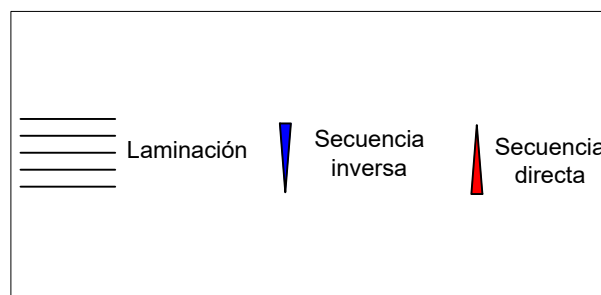 Laminación
Secuencia
inversa
Secuencia
directa